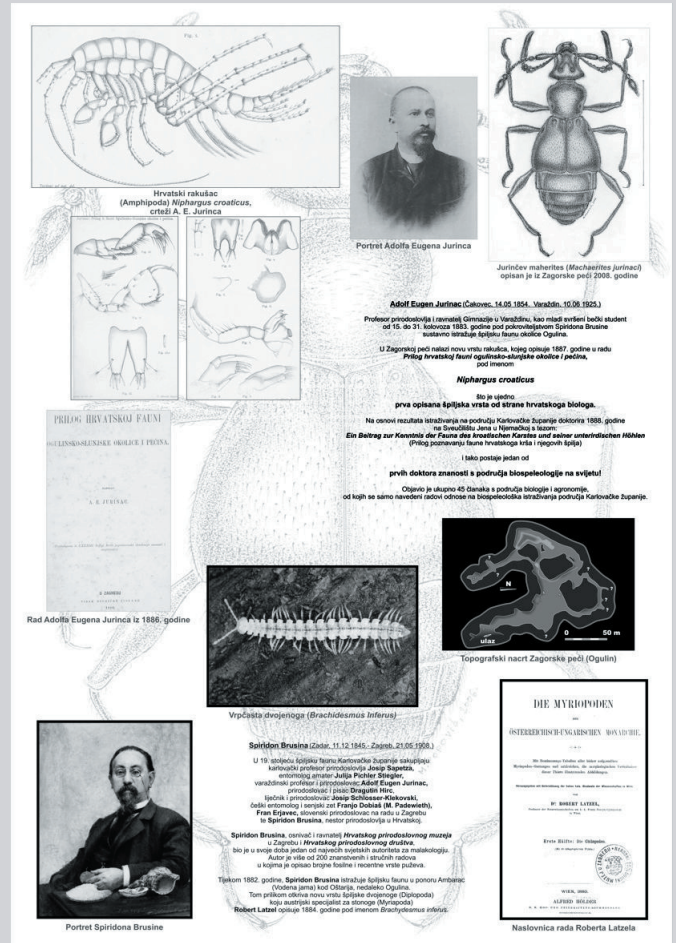 Fig. 1.
Hrvatski rakušac
(Amphipoda) Niphargus croaticus,
crteži A. E. Jurinca
Portret Adolfa Eugena Jurinca
Jurinčev maherites (Machaerites jurinaci)
opisan je iz Zagorske peći 2008. godine
Adolf Eugen Jurinac (Čakovec, 14.05 1854. Varaždin, 10.06 1925.)
Profesor prirodoslovlja i ravnatelj Gimnazije u Varaždinu, kao mladi svršeni bečki student
od 15. do 31. kolovoza 1883. godine pod pokroviteljstvom Spiridona Brusine
sustavno istražuje špiljsku faunu okolice Ogulina.
U Zagorskoj peći nalazi novu vrstu rakušca, kojeg opisuje 1887. godine u radu
Prilog hrvatskoj fauni ogulinsko-slunjske okolice i pećina,
pod imenom
Niphargus croaticus
što je ujedno
prva opisana špiljska vrsta od strane hrvatskoga biologa.
Na osnovi rezultata istraživanja na području Karlovačke županije doktorira 1888. godine
na Sveučilištu Jena u Njemačkoj s tezom:
Ein Beitrag zur Kenntnis der Fauna des kroatischen Karstes und seiner unterirdischen Höhlen
(Prilog poznavanju faune hrvatskoga krša i njegovih špilja)
i tako postaje jedan od
prvih doktora znanosti s područja biospeleologije na svijetu!
Objavio je ukupno 45 članaka s područja biologije i agronomije,
od kojih se samo navedeni radovi odnose na biospeleološka istraživanja područja Karlovačke županije.
PRILOG HRVATSKOJ FAUNI
OGULINSKO-SLUNJSKE OKOLICE I PEĆINA.
A. E. JURINAC.
U ZAGREBU
Rad Adolfa Eugena Jurinca iz 1886. godine
N
ulaz
0 50 m
Topografski nacrt Zagorske peći (Ogulin)
Vrpčasta dvojenoga (Brachidesmus Inferus)
DIE MYRIOPODEN
DER
ÖSTERREICHISCH-UNGARISCHEN MONARCHIE.
DR ROBERT LATZEL,
Erste Hälfte: Die Chilopoden.
WIEN,
ALFRED HÖLDER
Naslovnica rada Roberta Latzela
Spiridon Brusina (Zadar, 11.12 1845.- Zagreb, 21.05 1908.)
U 19. stoljeću špiljsku faunu Karlovačke županije sakupljaju
karlovački profesor prirodoslovlja Josip Sapetza,
entomolog amater Julija Pichler Stiegler,
varaždinski profesor i prirodoslovac Adolf Eugen Jurinac,
prirodoslovac i pisac Dragutin Hirc,
liječnik i prirodoslovac Josip Schlosser-Klekovski,
češki entomolog i senjski zet Fran Dobiaš (M. Padewieth),
Fran Erjavec, slovenski prirodoslovac na radu u Zagrebu
te Spiridon Brusina, nestor prirodoslovlja u Hrvatskoj.
Spiridon Brusina, osnivač i ravnatelj Hrvatskog prirodoslovnog muzeja
u Zagrebu i Hrvatskog prirodoslovnog društva,
bio je u svoje doba jedan od najvećih svjetskih autoriteta za malakologiju.
Autor je više od 200 znanstvenih i stručnih radova
u kojima je opisao brojne fosilne i recentne vrste puževa.
Tijekom 1882. godine, Spiridon Brusina istražuje špiljsku faunu u ponoru Ambarac
(Vodena jama) kod Oštarija, nedaleko Ogulina.
Tom prilikom otkriva novu vrstu špiljske dvojenoge (Diplopoda)
koju austrijski specijalist za stonoge (Myriapoda)
Robert Latzel opisuje 1884. godine pod imenom Brachydesmus inferus.
Portret Spiridona Brusine